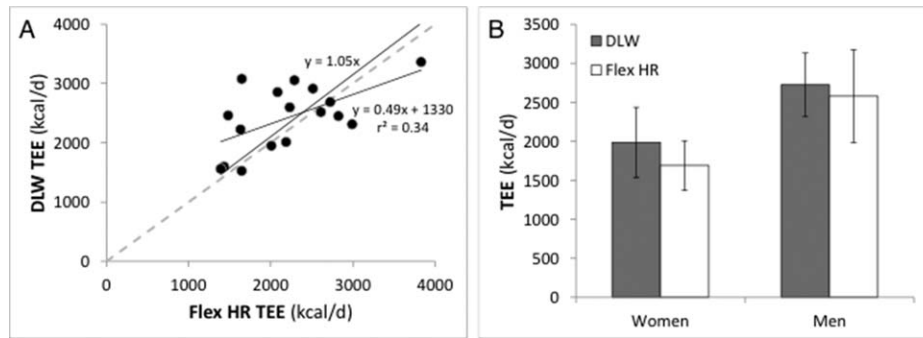 A
4000
3000
2000
1000
0
DLW TEE (kcal/d)
y = 1.05x
y = 0.49x + 1330
r² = 0.34
0 1000 2000 3000 4000
Flex HR TEE (kcal/d)
B
3500
3000
2500
2000
1500
1000
500
0
TEE (kcal/d)
DLW
Flex HR
Women Men